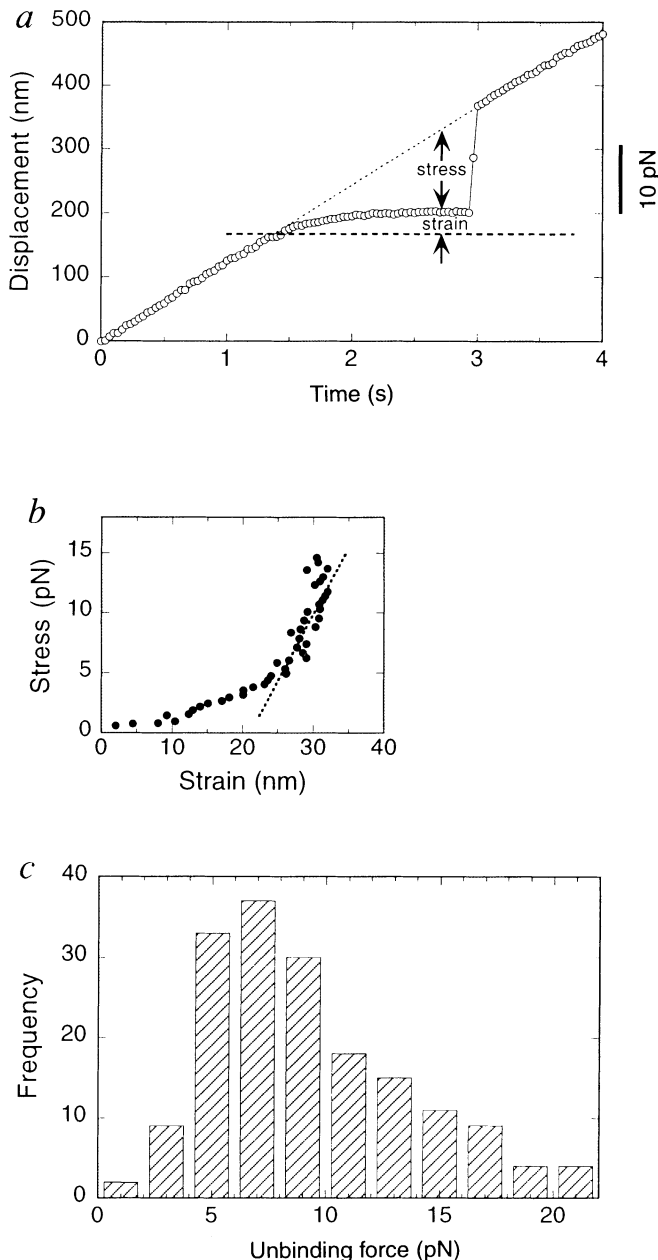 a
500
400
300
200
100
0
Displacement (nm)
stress
strain
10 pN
0
1
2
3
4
Time (s)
b
15
10
5
0
Stress (pN)
0
10
20
30
40
Strain (nm)
c
40
30
20
10
0
Frequency
0
5
10
15
20
Unbinding force (pN)